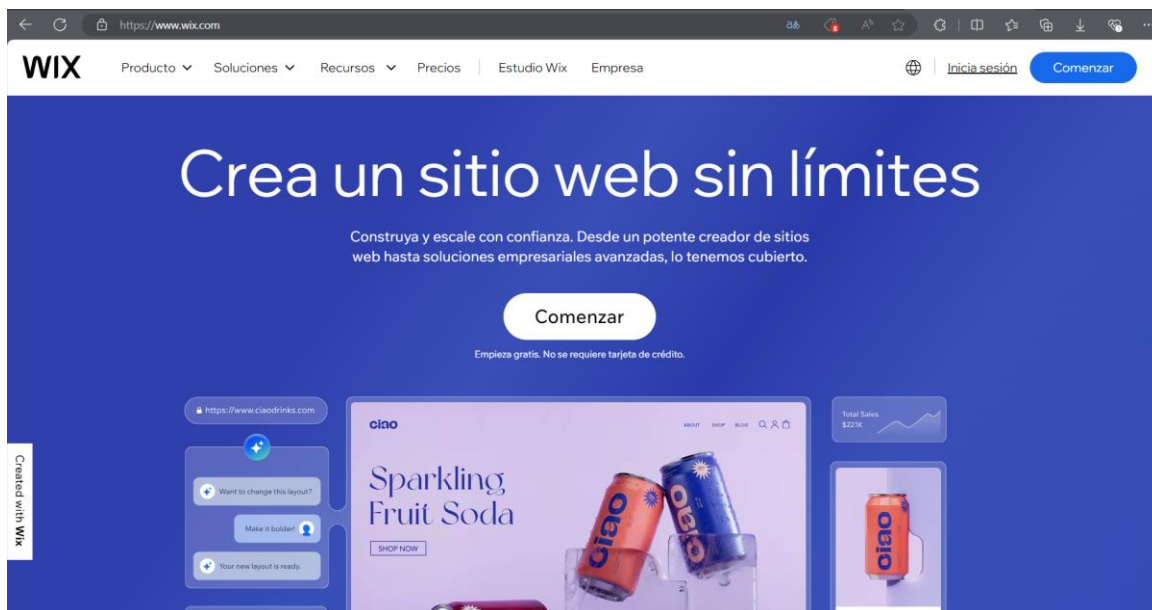 https://www.wix.com
WIX
Producto
Soluciones
Recursos
Precios
Estudio Wix
Empresa
Inicia sesión
Comenzar
Crea un sitio web sin límites
Construya y escale con confianza. Desde un potente creador de sitios
web hasta soluciones empresariales avanzadas, lo tenemos cubierto.
Comenzar
Empieza gratis. No se requiere tarjeta de crédito.
https://www.ciaodrinks.com
Want to change this layout?
Make it bolder!
Your new layout is ready.
ciao
ABOUT
SHOP
BLOG
Sparkling
Fruit Soda
SHOP NOW
ciao
ciao
Total Sales
$221K
ciao
Created with Wix